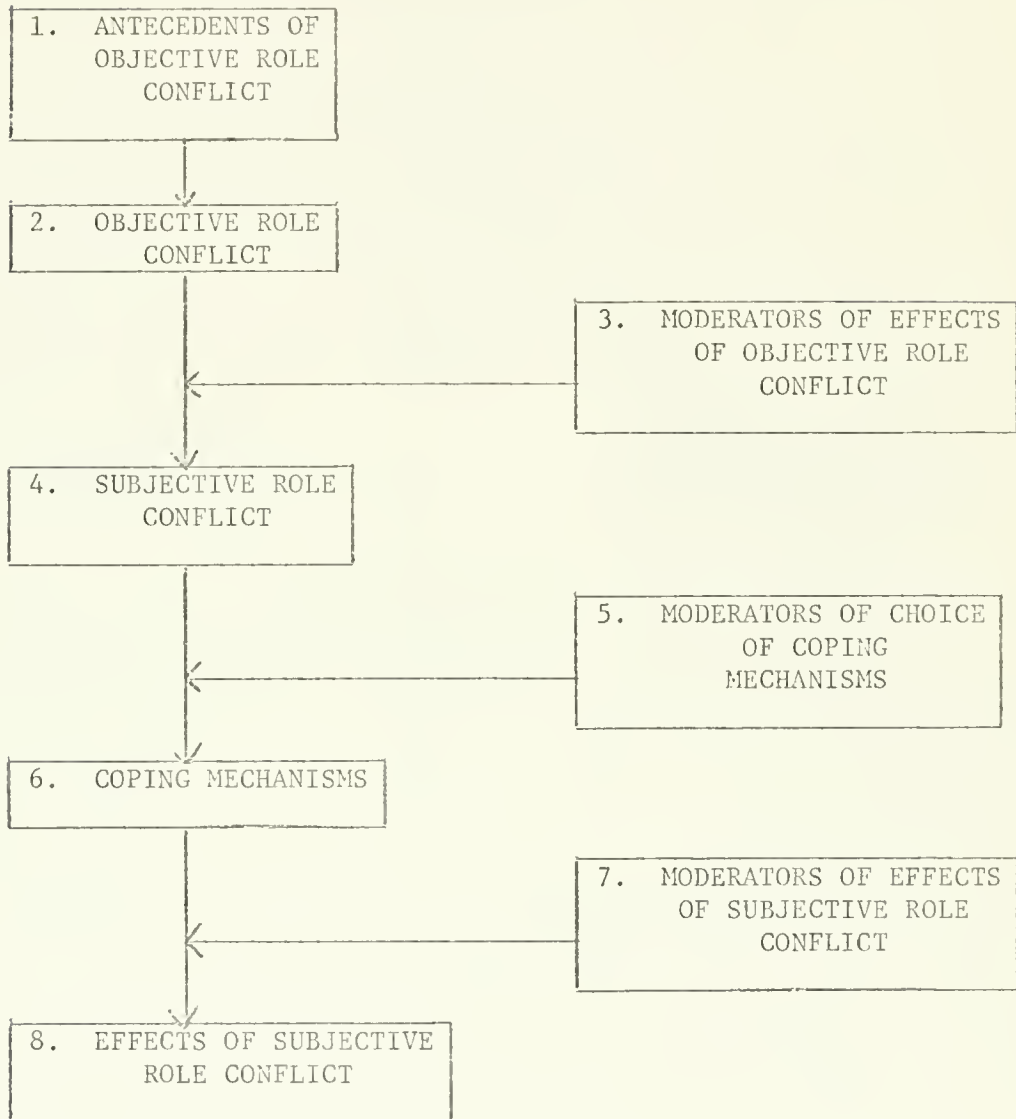 1. ANTECEDENTS OF
OBJECTIVE ROLE
CONFLICT
2. OBJECTIVE ROLE
CONFLICT
3. MODERATORS OF EFFECTS
OF OBJECTIVE ROLE
CONFLICT
4. SUBJECTIVE ROLE
CONFLICT
5. MODERATORS OF CHOICE
OF COPING
MECHANISMS
6. COPING MECHANISMS
7. MODERATORS OF EFFECTS
OF SUBJECTIVE ROLE
CONFLICT
8. EFFECTS OF SUBJECTIVE
ROLE CONFLICT